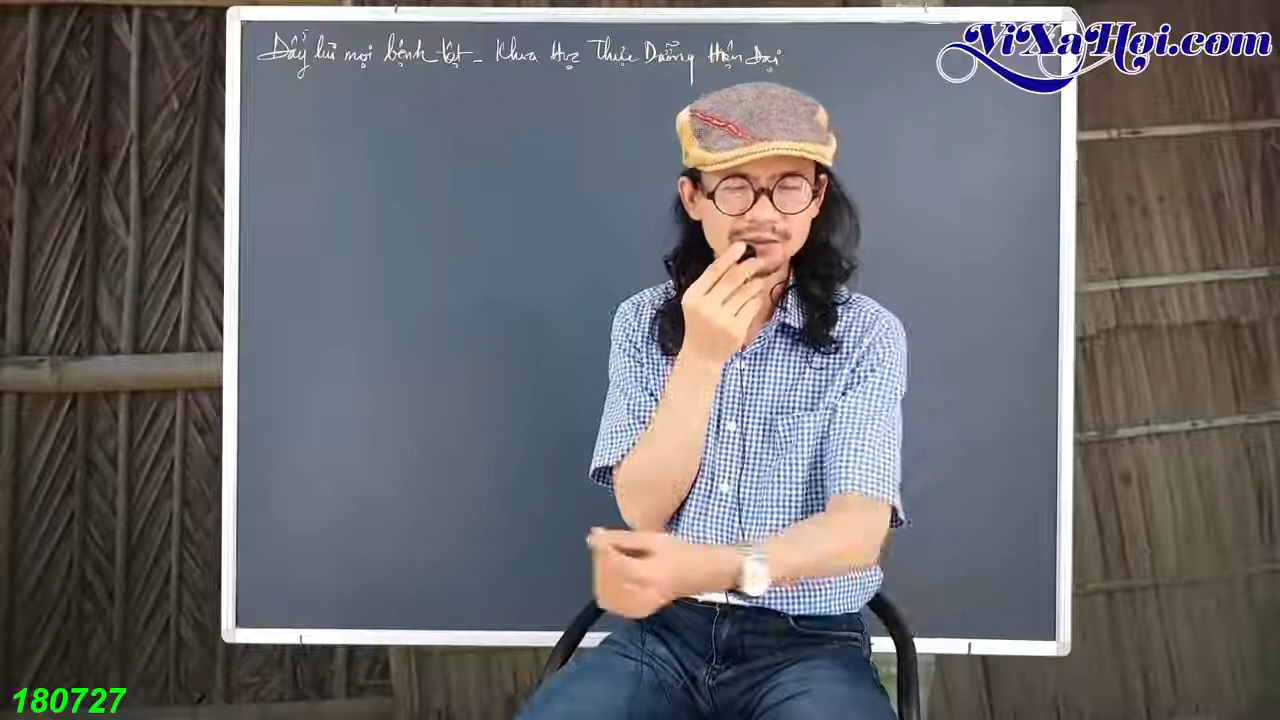 Đẩy lùi mọi bệnh tật - Khoa Học Thực Dưỡng Hiện Đại
ViXaHoi.com
180727